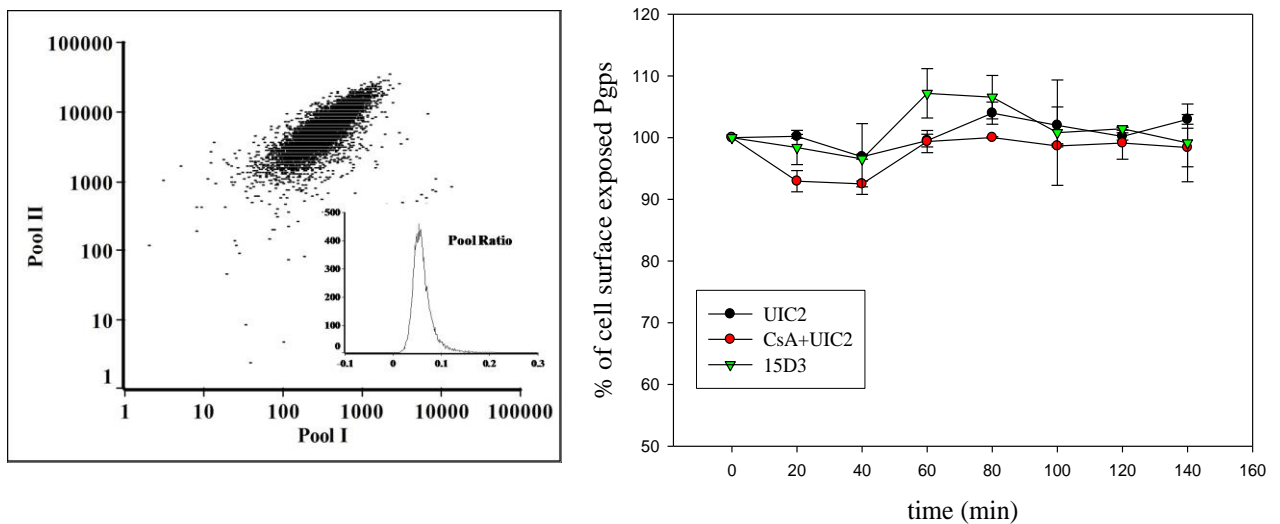 100000
10000
1000
100
10
1
Pool II
1 10 100 1000 10000 100000
Pool I
500
400
300
200
100
0
Pool Ratio
-0.1 0 0.1 0.2 0.3
120
110
100
90
80
70
60
50
% of cell surface exposed Pgps
UIC2
CsA+UIC2
15D3
0 20 40 60 80 100 120 140 160
time (min)